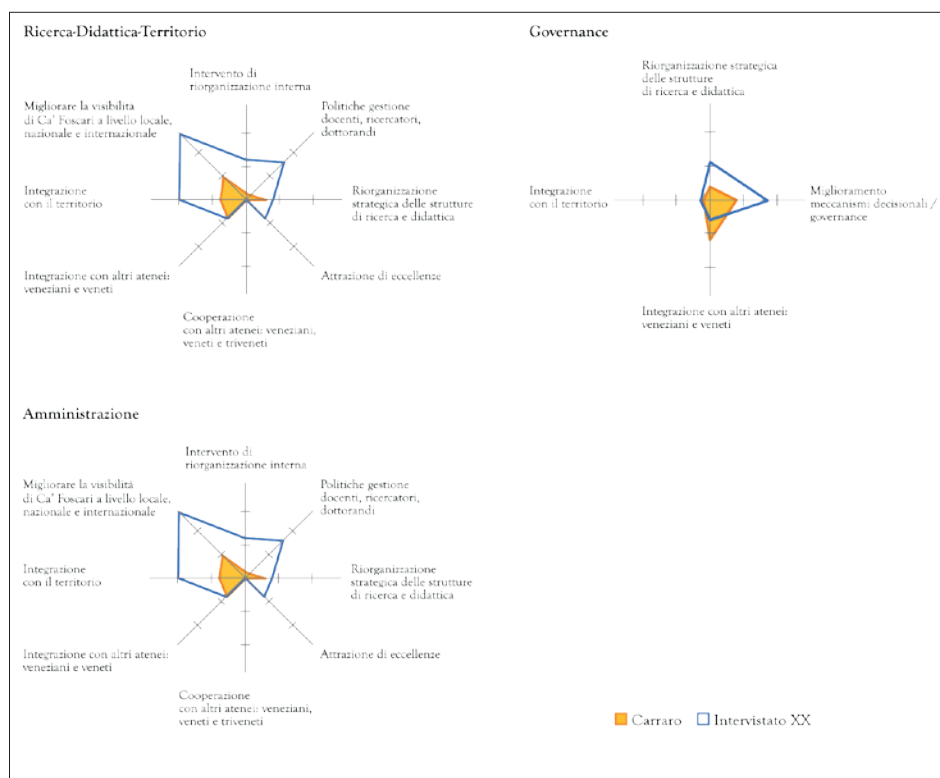 Ricerca-Didattica-Territorio
Intervento di
riorganizzazione interna
Migliorare la visibilità
di Ca' Foscari a livello locale,
nazionale e internazionale
Politiche gestione
docenti, ricercatori,
dottorandi
Integrazione
con il territorio
Riorganizzazione
strategica delle strutture
di ricerca e didattica
Integrazione con altri atenei:
veneziani e veneti
Attrazione di eccellenze
Cooperazione
con altri atenei: veneziani,
veneti e triveneti
Governance
Riorganizzazione strategica
delle strutture
di ricerca e didattica
Integrazione
con il territorio
Miglioramento
meccanismi decisionali /
governance
Integrazione con altri atenei:
veneziani e veneti
Amministrazione
Intervento di
riorganizzazione interna
Migliorare la visibilità
di Ca' Foscari a livello locale,
nazionale e internazionale
Politiche gestione
docenti, ricercatori,
dottorandi
Integrazione
con il territorio
Riorganizzazione
strategica delle strutture
di ricerca e didattica
Integrazione con altri atenei:
veneziani e veneti
Attrazione di eccellenze
Cooperazione
con altri atenei: veneziani,
veneti e triveneti
Carraro
Intervistato XX